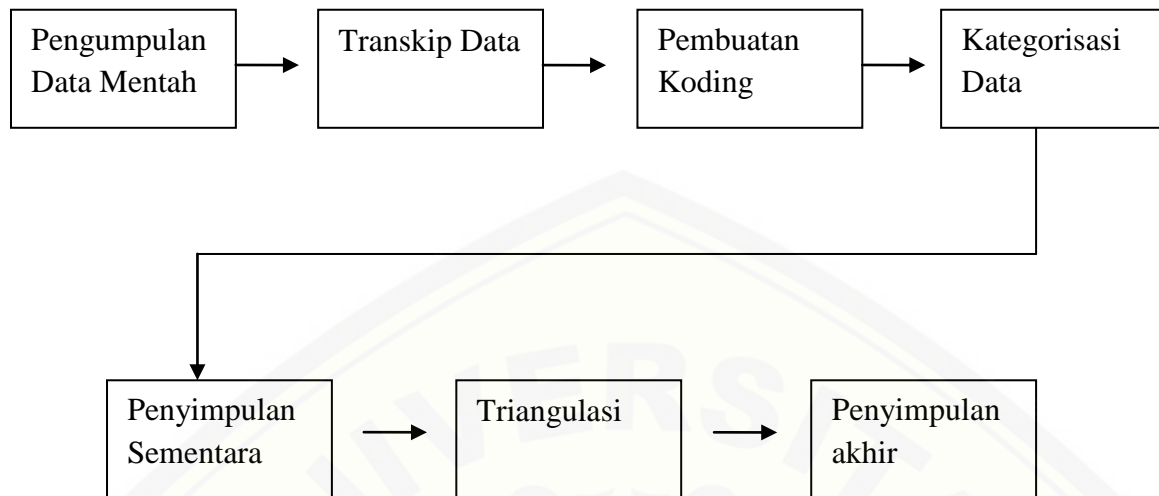 Pengumpulan
Data Mentah
Transkip Data
Pembuatan
Koding
Kategorisasi
Data
Penyimpulan
Sementara
Triangulasi
Penyimpulan
akhir